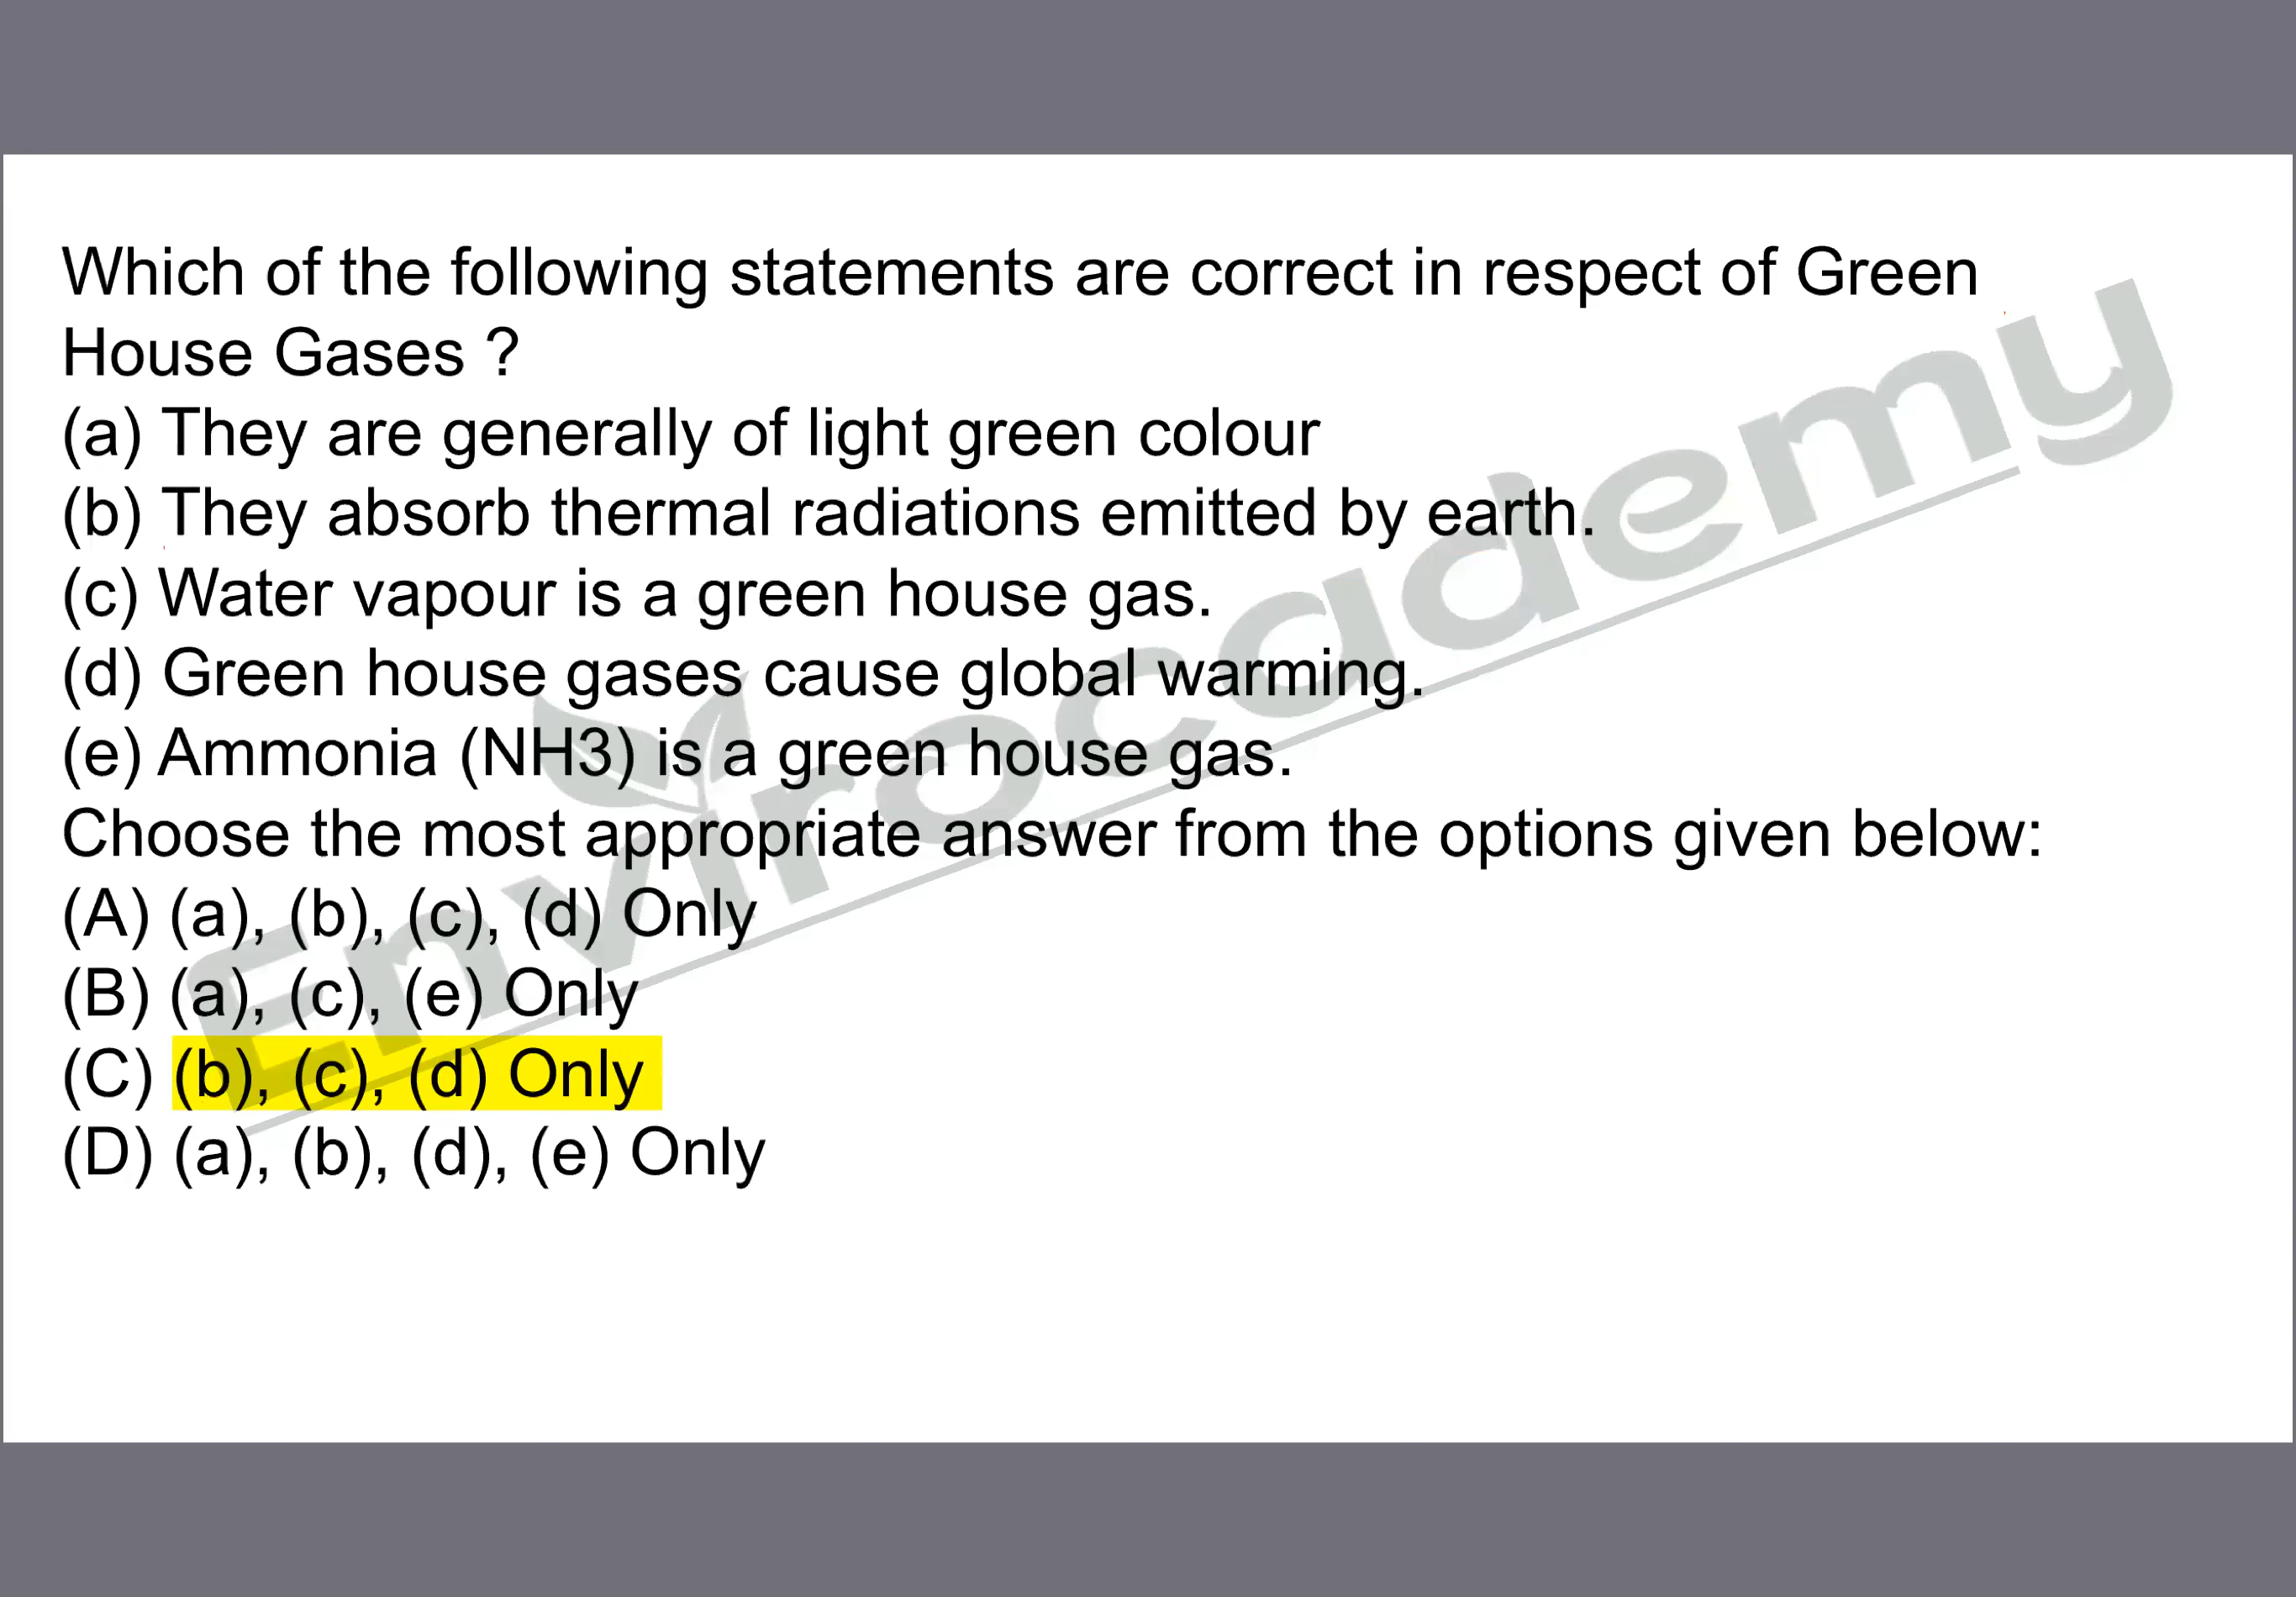 Which of the following statements are correct in respect of Green
House Gases ?
(a) They are generally of light green colour
(b) They absorb thermal radiations emitted by earth.
(c) Water vapour is a green house gas.
(d) Green house gases cause global warming.
(e) Ammonia (NH3) is a green house gas.
Choose the most appropriate answer from the options given below:
(A) (a), (b), (c), (d) Only
(B) (a), (c), (e) Only
(C) (b), (c), (d) Only
(D) (a), (b), (d), (e) Only
Envirocademy